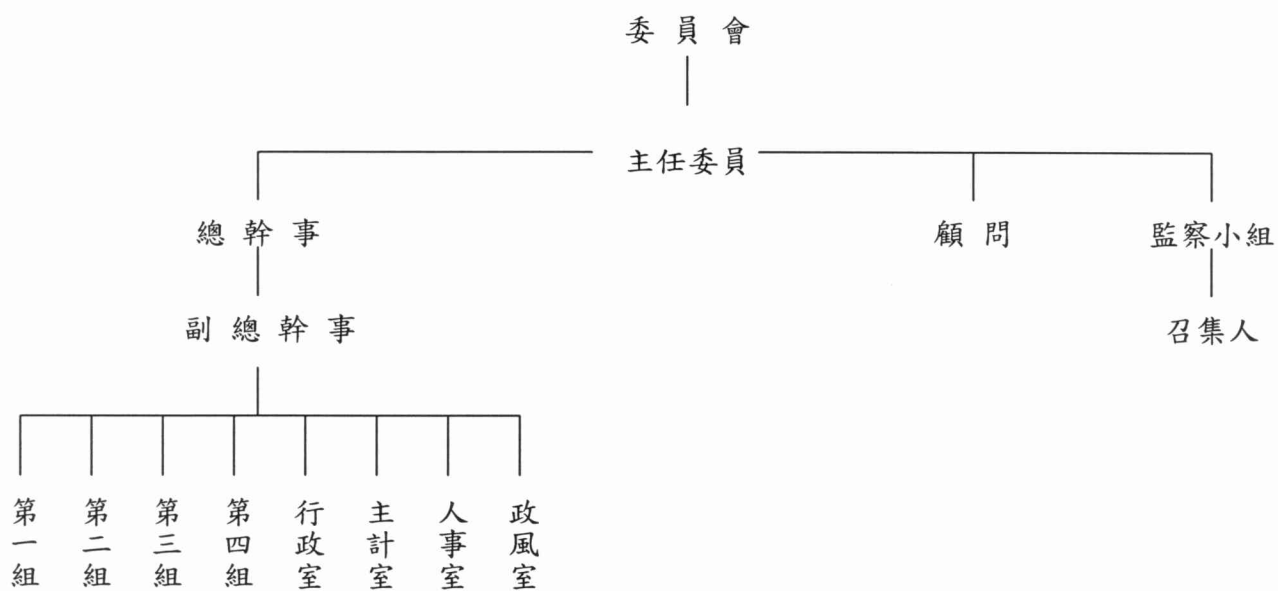 委員會
主任委員
總幹事
顧問
監察小組
副總幹事
召集人
第一組
第二組
第三組
第四組
行政室
主計室
人事室
政風室